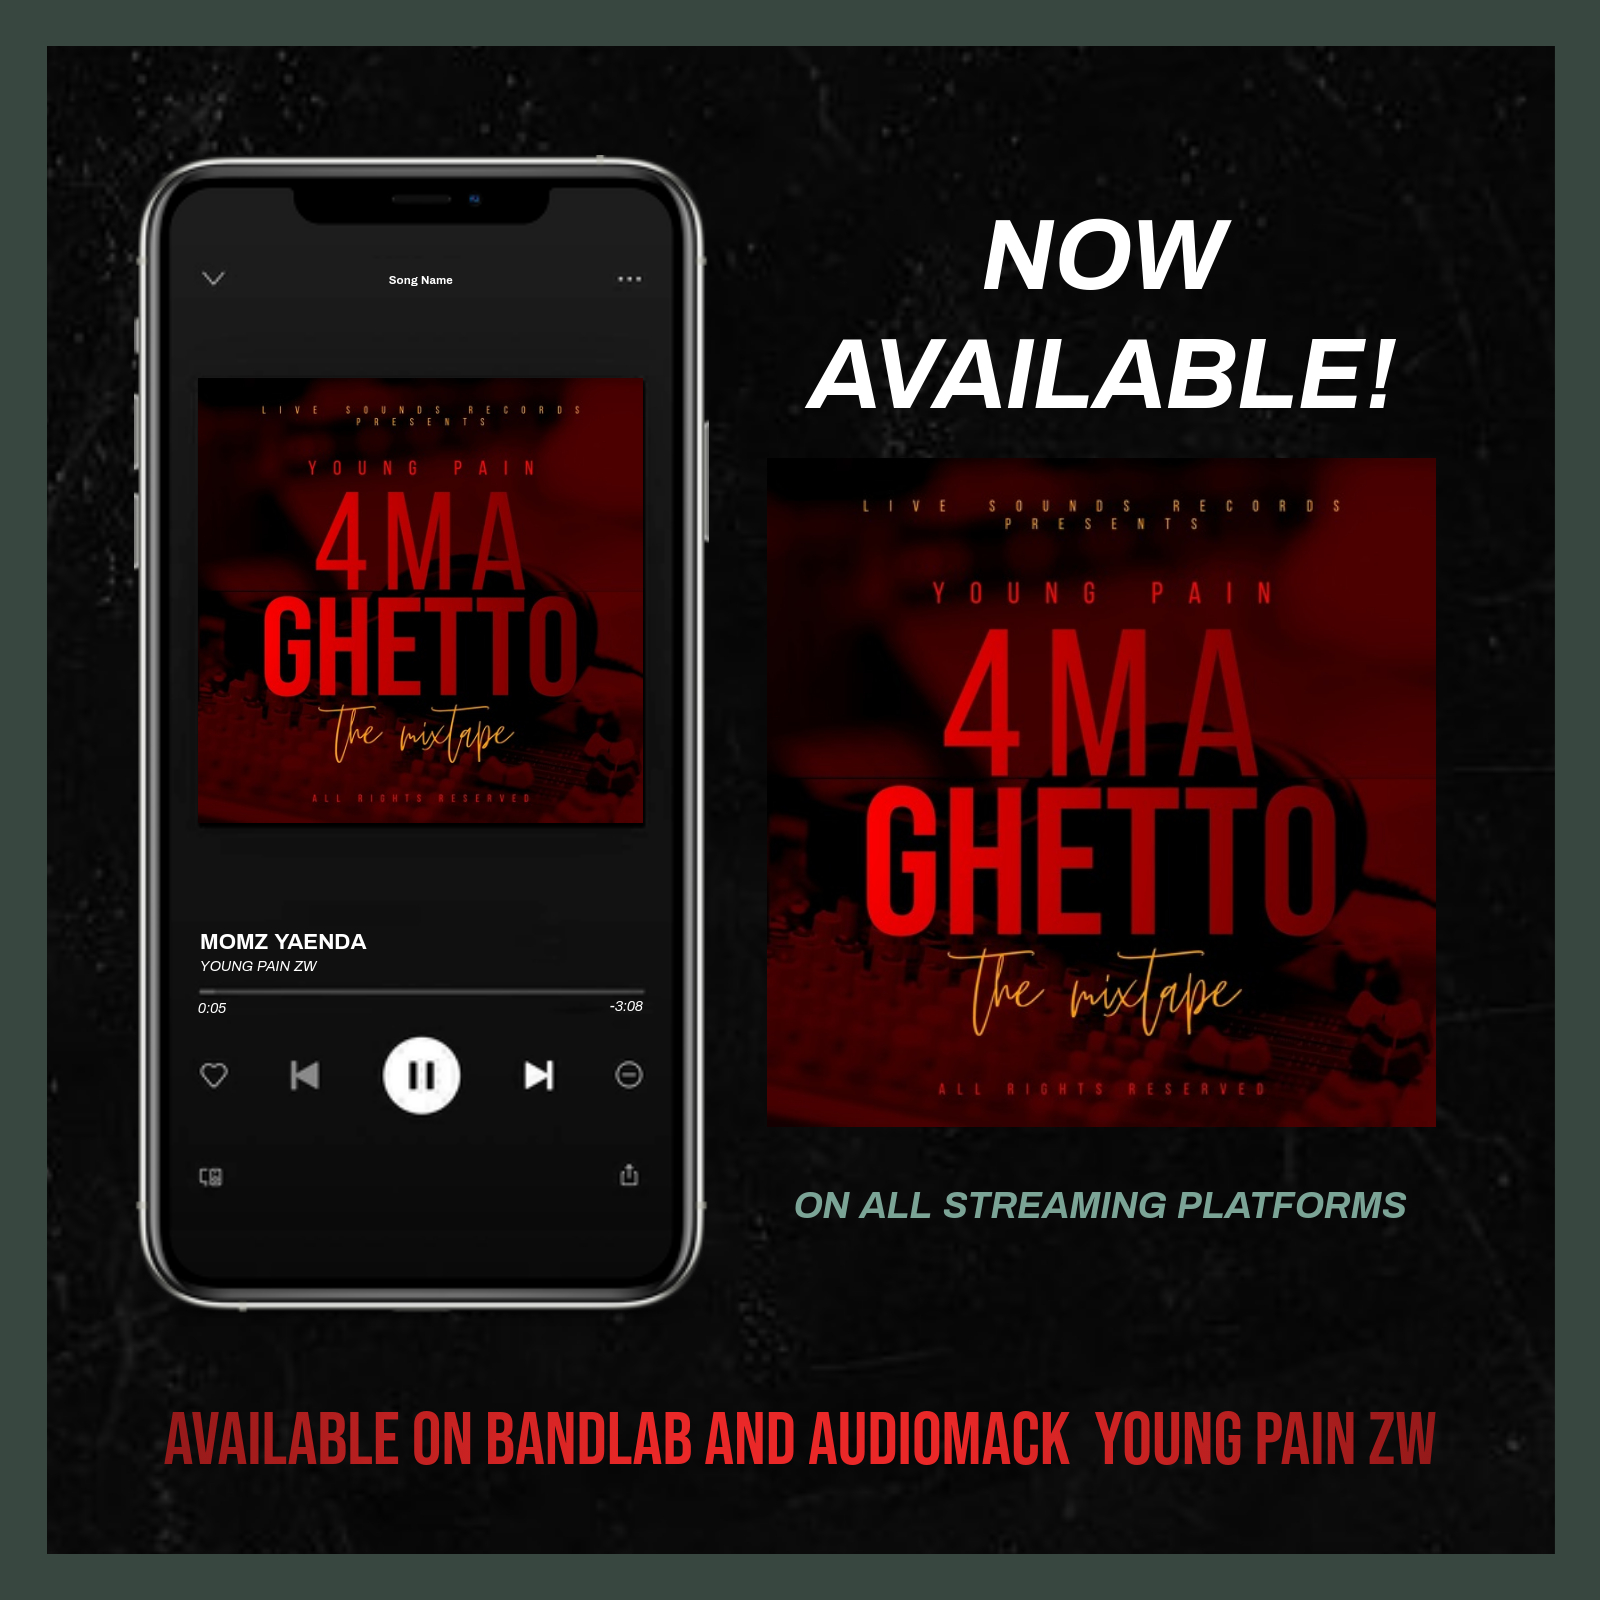 Song Name
LIVE SOUNDS RECORDS
PRESENTS
YOUNG PAIN
4MA
GHETTO
the mixtape
ALL RIGHTS RESERVED
MOMZ YAENDA
YOUNG PAIN ZW
0:05 -3:08
NOW
AVAILABLE!
LIVE SOUNDS RECORDS
PRESENTS
YOUNG PAIN
4MA
GHETTO
the mixtape
ALL RIGHTS RESERVED
ON ALL STREAMING PLATFORMS
AVAILABLE ON BANDLAB AND AUDIOMACK YOUNG PAIN ZW